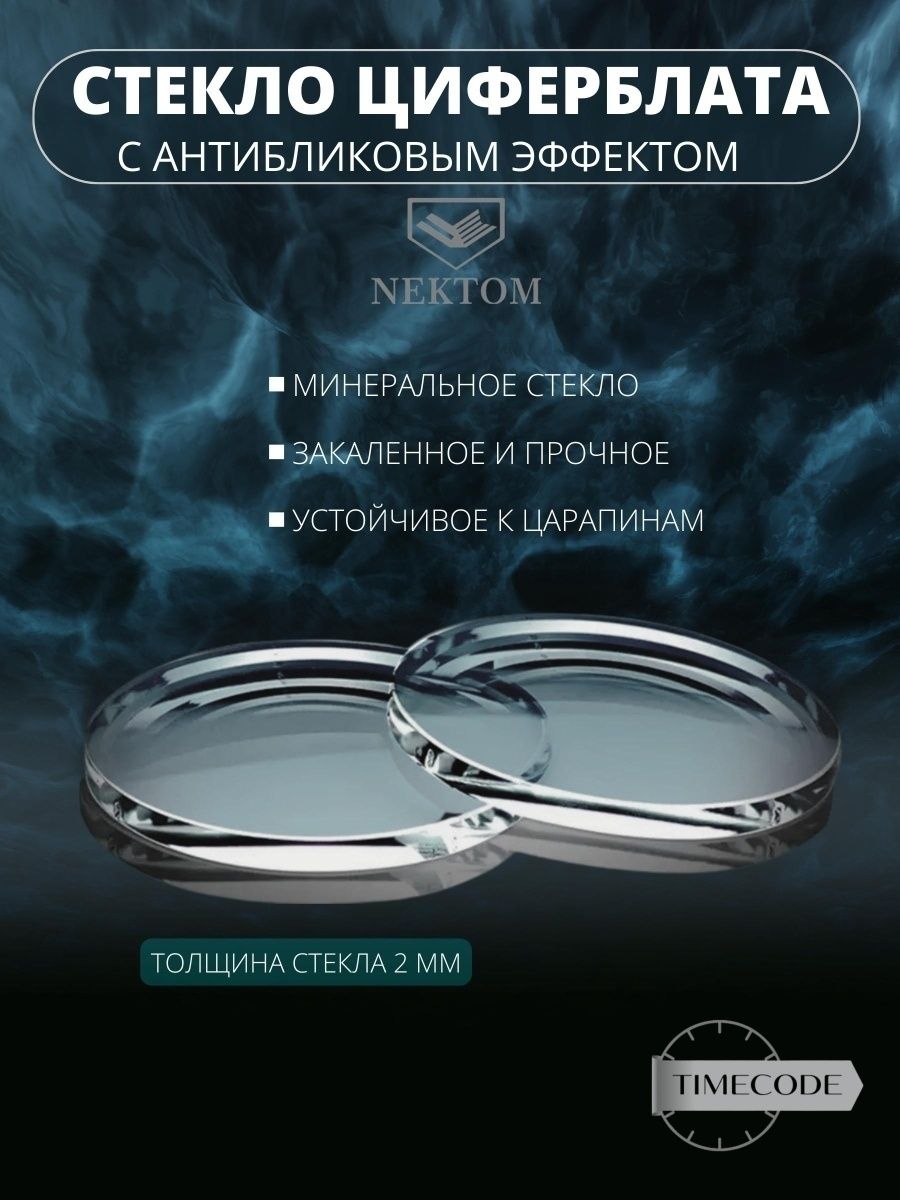 СТЕКЛО ЦИФЕРБЛАТА
С АНТИБЛИКОВЫМ ЭФФЕКТОМ
NEKTOM
МИНЕРАЛЬНОЕ СТЕКЛО
ЗАКАЛЕННОЕ И ПРОЧНОЕ
УСТОЙЧИВОЕ К ЦАРАПИНАМ
ТОЛЩИНА СТЕКЛА 2 ММ
TIMECODE